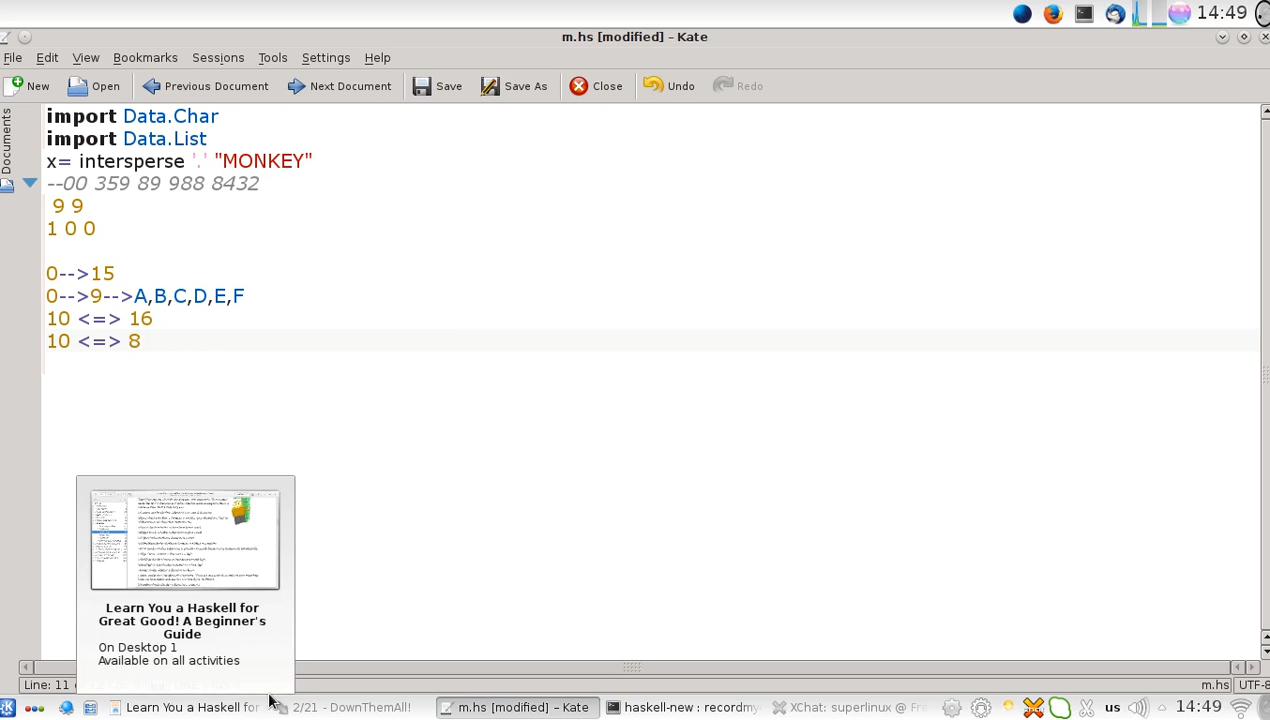 14:49
m.hs [modified] – Kate
File Edit View Bookmarks Sessions Tools Settings Help
New Open Previous Document Next Document Save Save As Close Undo Redo
Documents
import Data.Char
import Data.List
x= intersperse '.' "MONKEY"
--00 359 89 988 8432
9 9
1 0 0
0-->15
0-->9-->A,B,C,D,E,F
10 <=> 16
10 <=> 8
Learn You a Haskell for
Great Good! A Beginner's
Guide
On Desktop 1
Available on all activities
Line: 11 m.hs UTF-8
Learn You a Haskell for 2/21 - DownThemAll! m.hs [modified] – Kate haskell-new : recordmy XChat: superlinux @ Fre us 14:49